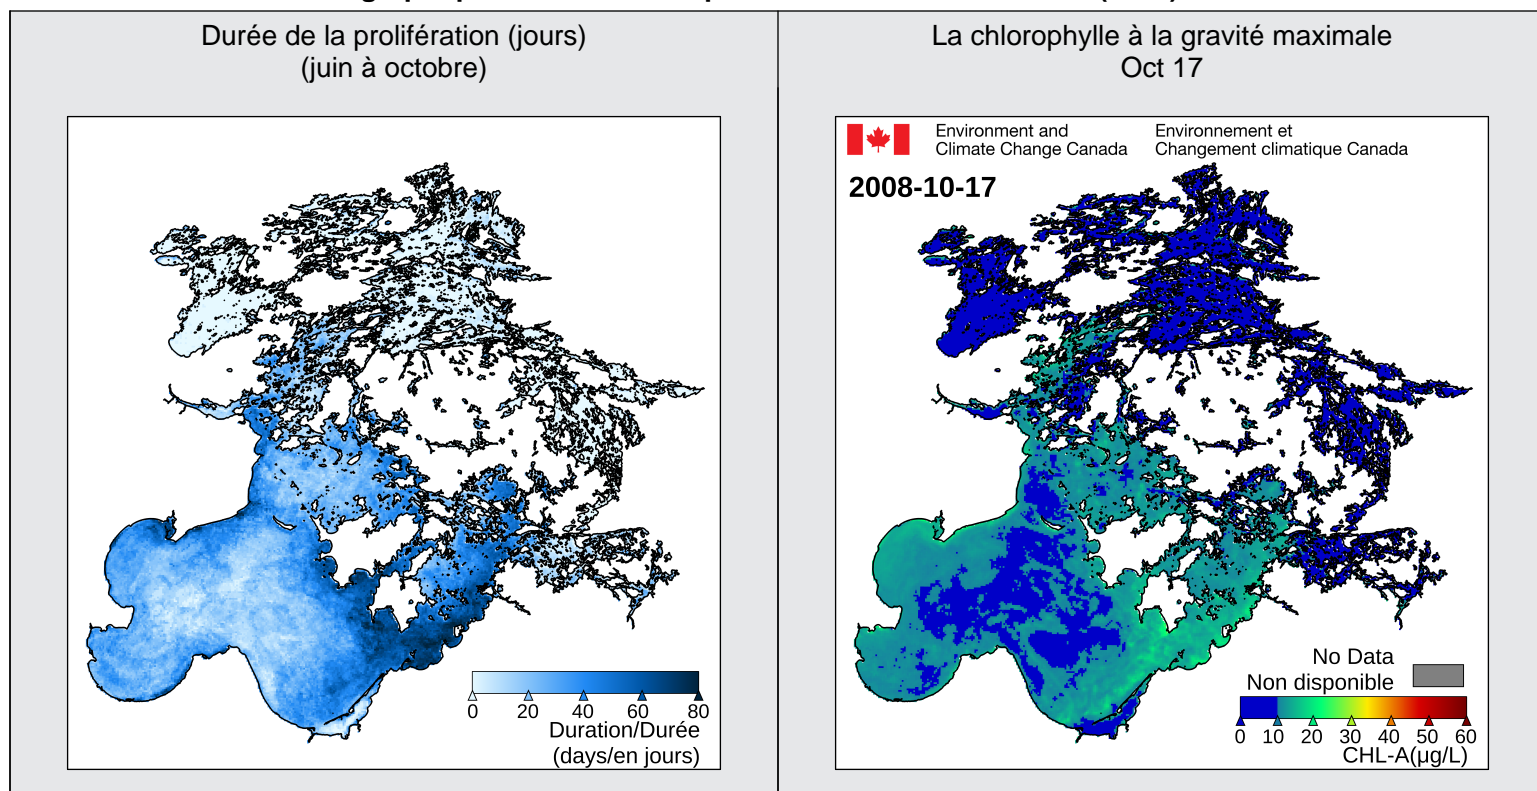 Durée de la prolifération (jours)
(juin à octobre)
La chlorophylle à la gravité maximale
Oct 17
Environment and
Climate Change Canada
Environnement et
Changement climatique Canada
2008-10-17
0 20 40 60 80
Duration/Durée
(days/en jours)
No Data
Non disponible
0 10 20 30 40 50 60
CHL-A(µg/L)